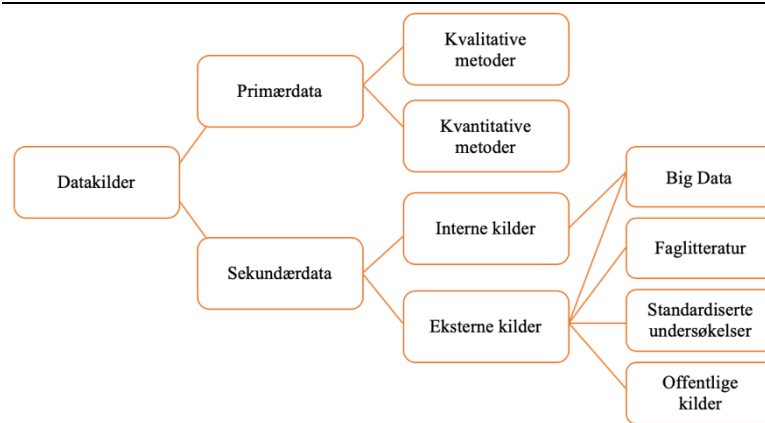 Datakilder
Primærdata
Kvalitative
metoder
Kvantitative
metoder
Sekundærdata
Interne kilder
Eksterne kilder
Big Data
Faglitteratur
Standardiserte
undersøkelser
Offentlige
kilder